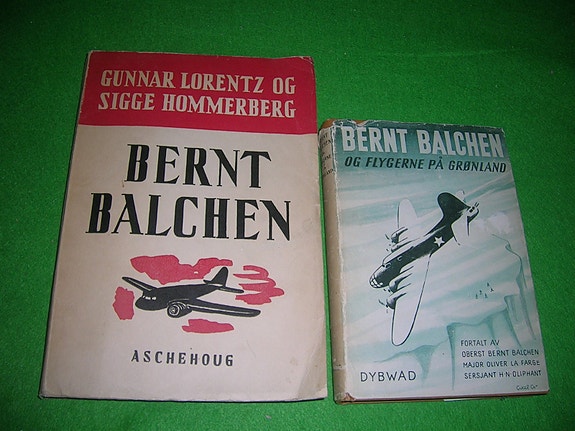 GUNNAR LORENTZ OG
SIGGE HOMMERBERG
BERNT
BALCHEN
ASCHEHOUG
BERNT BALCHEN
OG FLYGERNE PÅ GRØNLAND
FORTALT AV
OBERST BERNT BALCHEN
MAJOR OLIVER LA FARGE
SERSJANT H·N·OLIPHANT
DYBWAD